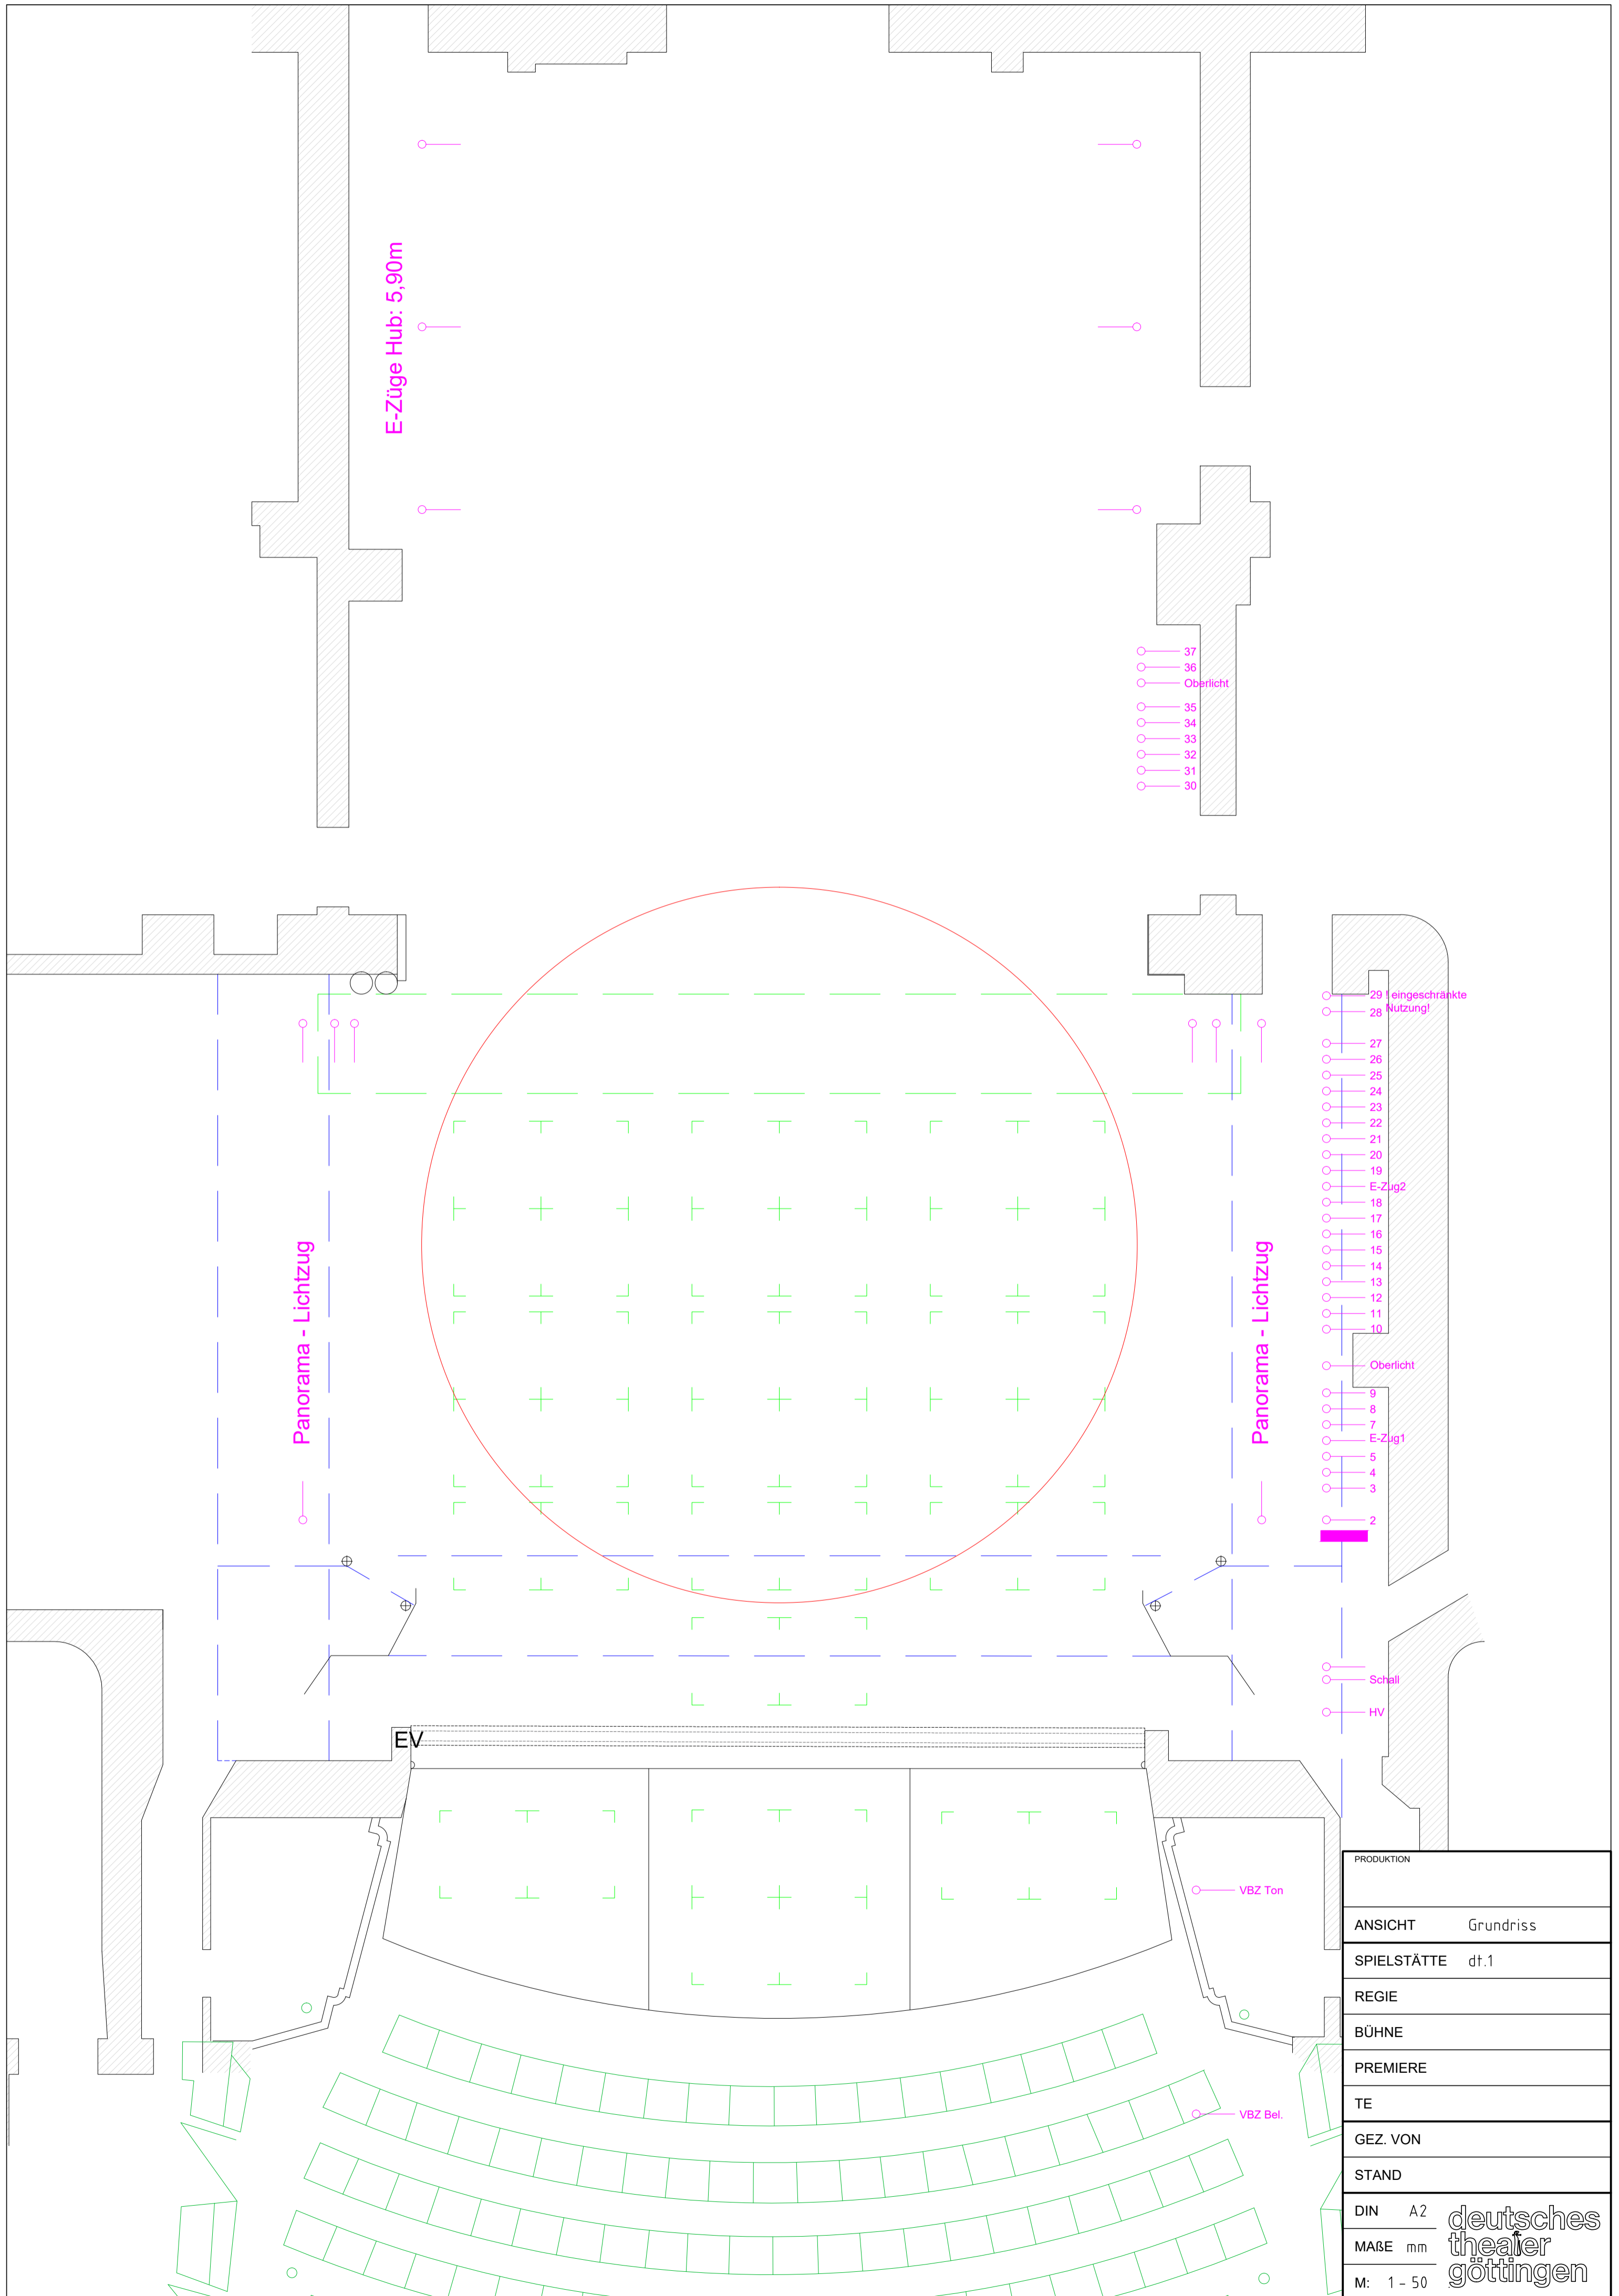 E-Züge Hub: 5,90m
37
36
Oberlicht
35
34
33
32
31
30
29 ! eingeschränkte
Nutzung!
28
27
26
25
24
23
22
21
20
19
E-Zug2
18
17
16
15
14
13
12
11
10
Oberlicht
9
8
7
E-Zug1
5
4
3
2
Panorama - Lichtzug
Panorama - Lichtzug
Schall
HV
EV
VBZ Ton
VBZ Bel.
PRODUKTION
ANSICHT Grundriss
SPIELSTÄTTE dt.1
REGIE
BÜHNE
PREMIERE
TE
GEZ. VON
STAND
DIN A2
MAßE mm
M: 1 - 50
deutsches
theater
göttingen